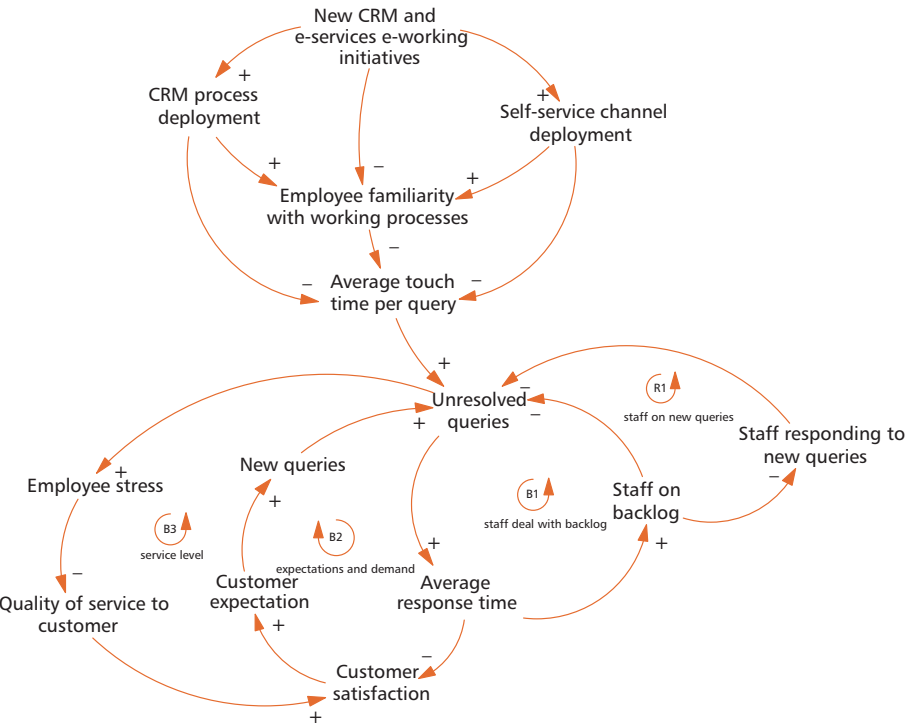 New CRM and
e-services e-working
initiatives
+
+
CRM process
deployment
Self-service channel
deployment
+
–
+
Employee familiarity
with working processes
–
–
–
Average touch
time per query
+
R1
staff on new queries
–
Unresolved
queries
–
+
Staff responding to
new queries
–
+
Employee stress
New queries
+
Staff on
backlog
B3
service level
B2
expectations and demand
B1
staff deal with backlog
+
+
–
Quality of service to
customer
Customer
expectation
+
Average
response time
–
Customer
satisfaction
+